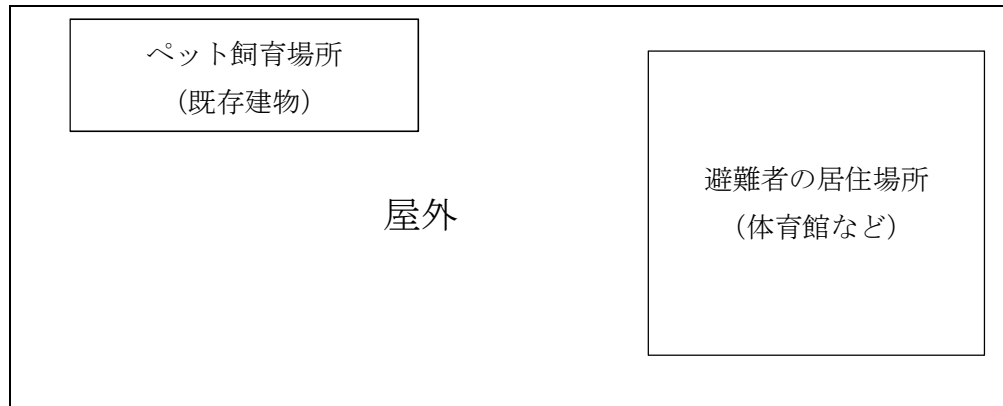 ペット飼育場所
（既存建物）
避難者の居住場所
（体育館など）
屋外